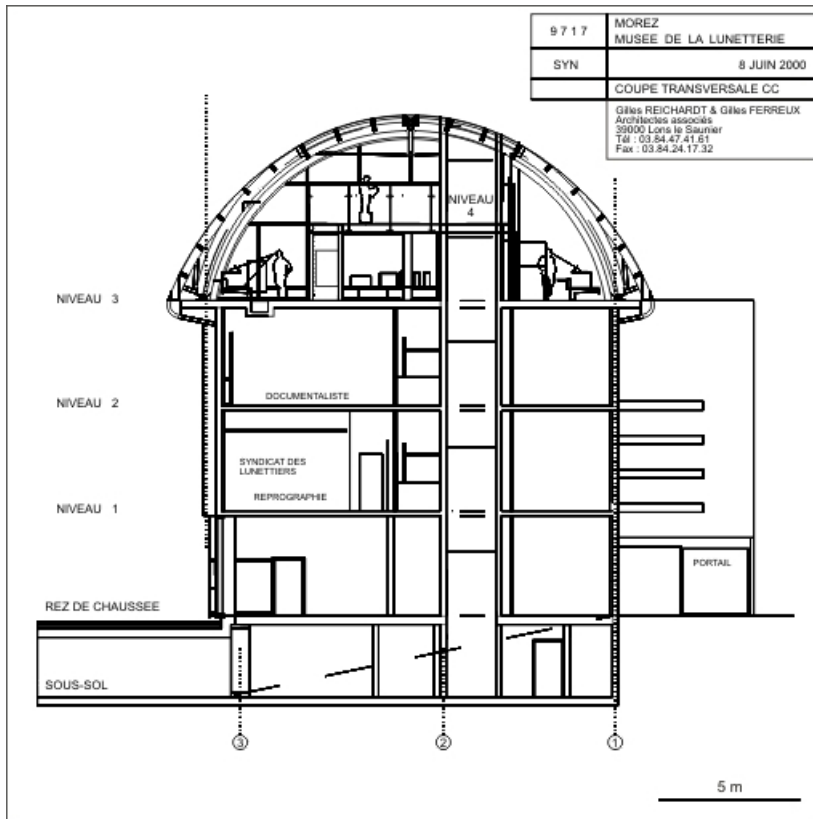 9717
MOREZ
MUSEE DE LA LUNETTERIE
SYN
8 JUIN 2000
COUPE TRANSVERSALE CC
Gilles REICHARDT & Gilles FERREUX
Architectes associés
39000 Lons le Saunier
Tél : 03.84.47.41.61
Fax : 03.84.24.17.32
NIVEAU
4
NIVEAU 3
DOCUMENTALISTE
NIVEAU 2
SYNDICAT DES
LUNETTIERS
REPROGRAPHIE
NIVEAU 1
PORTAIL
REZ DE CHAUSSEE
SOUS-SOL
3
2
1
5 m